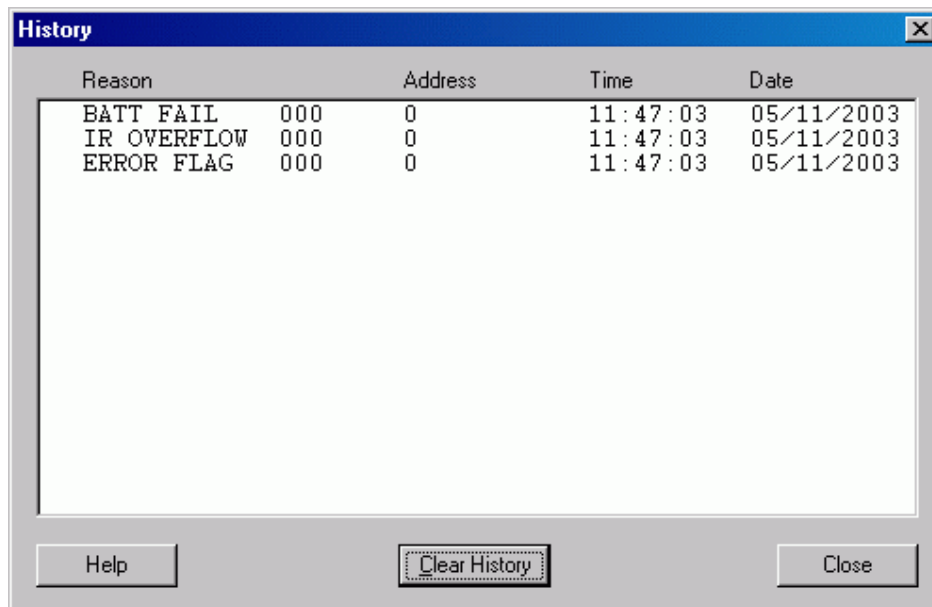 History
Reason Address Time Date
BATT FAIL 000 0 11:47:03 05/11/2003
IR OVERFLOW 000 0 11:47:03 05/11/2003
ERROR FLAG 000 0 11:47:03 05/11/2003
Help Clear History Close